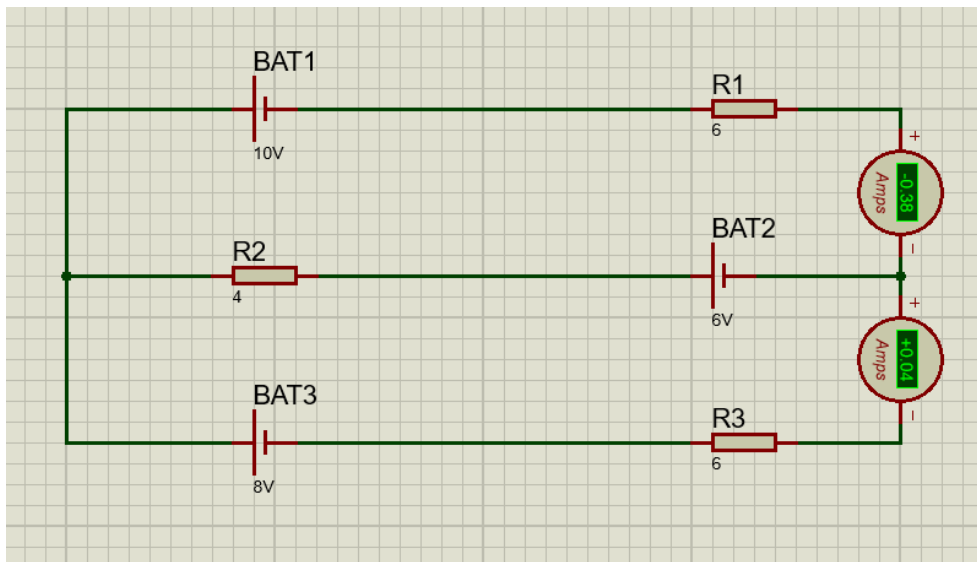 BAT1
10V
R1
6
+
-0.38
Amps
-
BAT2
6V
R2
4
+
+0.04
Amps
-
BAT3
8V
R3
6